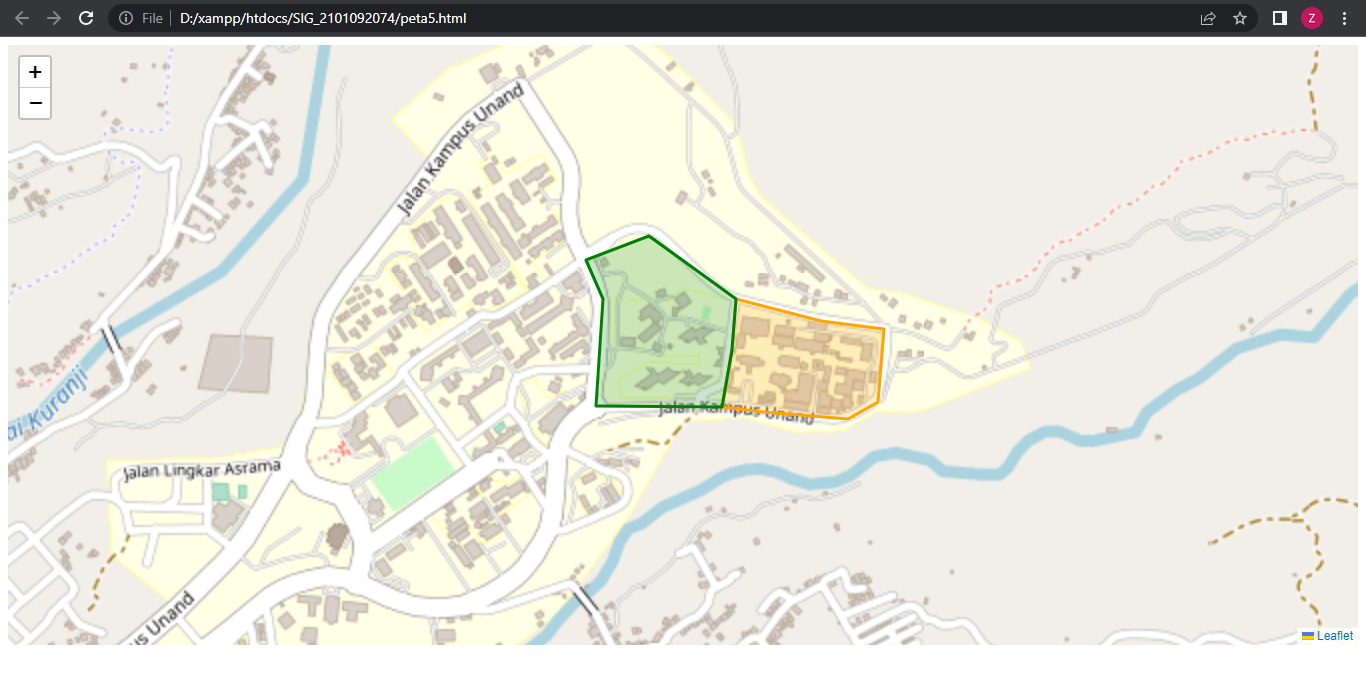 File
D:/xampp/htdocs/SIG_2101092074/peta5.html
Z
+
−
Jalan Kampus Unand
Jalan Kampus Unand
ai Kuranji
Jalan Lingkar Asrama
us Unand
Leaflet